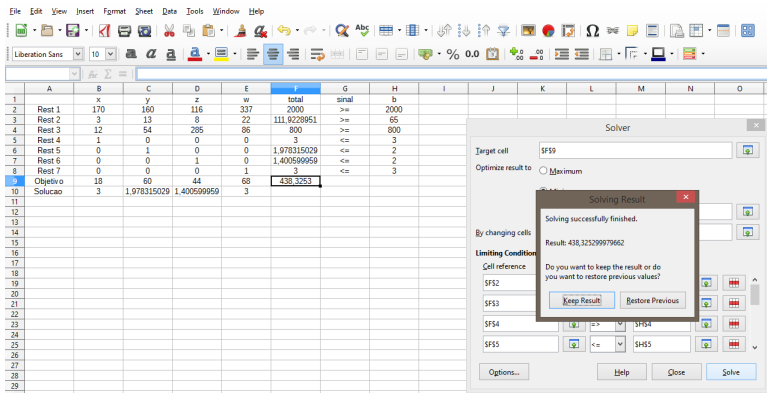 File Edit View Insert Format Sheet Data Tools Window Help
Liberation Sans 10
A B C D E F G H I J K L M N O
1 x y z w total sinal b
2 Rest 1 170 160 116 337 2000 >= 2000
3 Rest 2 3 13 8 22 111,9228951 >= 65
4 Rest 3 12 54 285 86 800 >= 800
5 Rest 4 1 0 0 0 3 <= 3
6 Rest 5 0 1 0 0 1,978315029 <= 2
7 Rest 6 0 0 1 0 1,400599959 <= 2
8 Rest 7 0 0 0 1 3 <= 3
9 Objetivo 18 60 44 68 438,3253
10 Solucao 3 1,978315029 1,400599959 3
11
12
13
14
15
16
17
18
19
20
21
22
23
24
25
26
27
28
29
Solver
Target cell $F$9
Optimize result to Maximum
By changing cells
Limiting Condition
Cell reference
$F$2
$F$3
$F$4 => $H$4
$F$5 <= $H$5
Options... Help Close Solve
Solving Result
Solving successfully finished.
Result: 438,325299979662
Do you want to keep the result or do
you want to restore previous values?
Keep Result Restore Previous